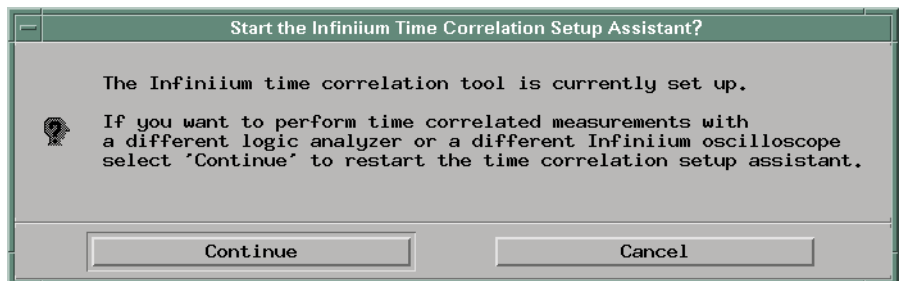 Start the Infiniium Time Correlation Setup Assistant?
The Infiniium time correlation tool is currently set up.
If you want to perform time correlated measurements with
a different logic analyzer or a different Infiniium oscilloscope
select 'Continue' to restart the time correlation setup assistant.
Continue
Cancel